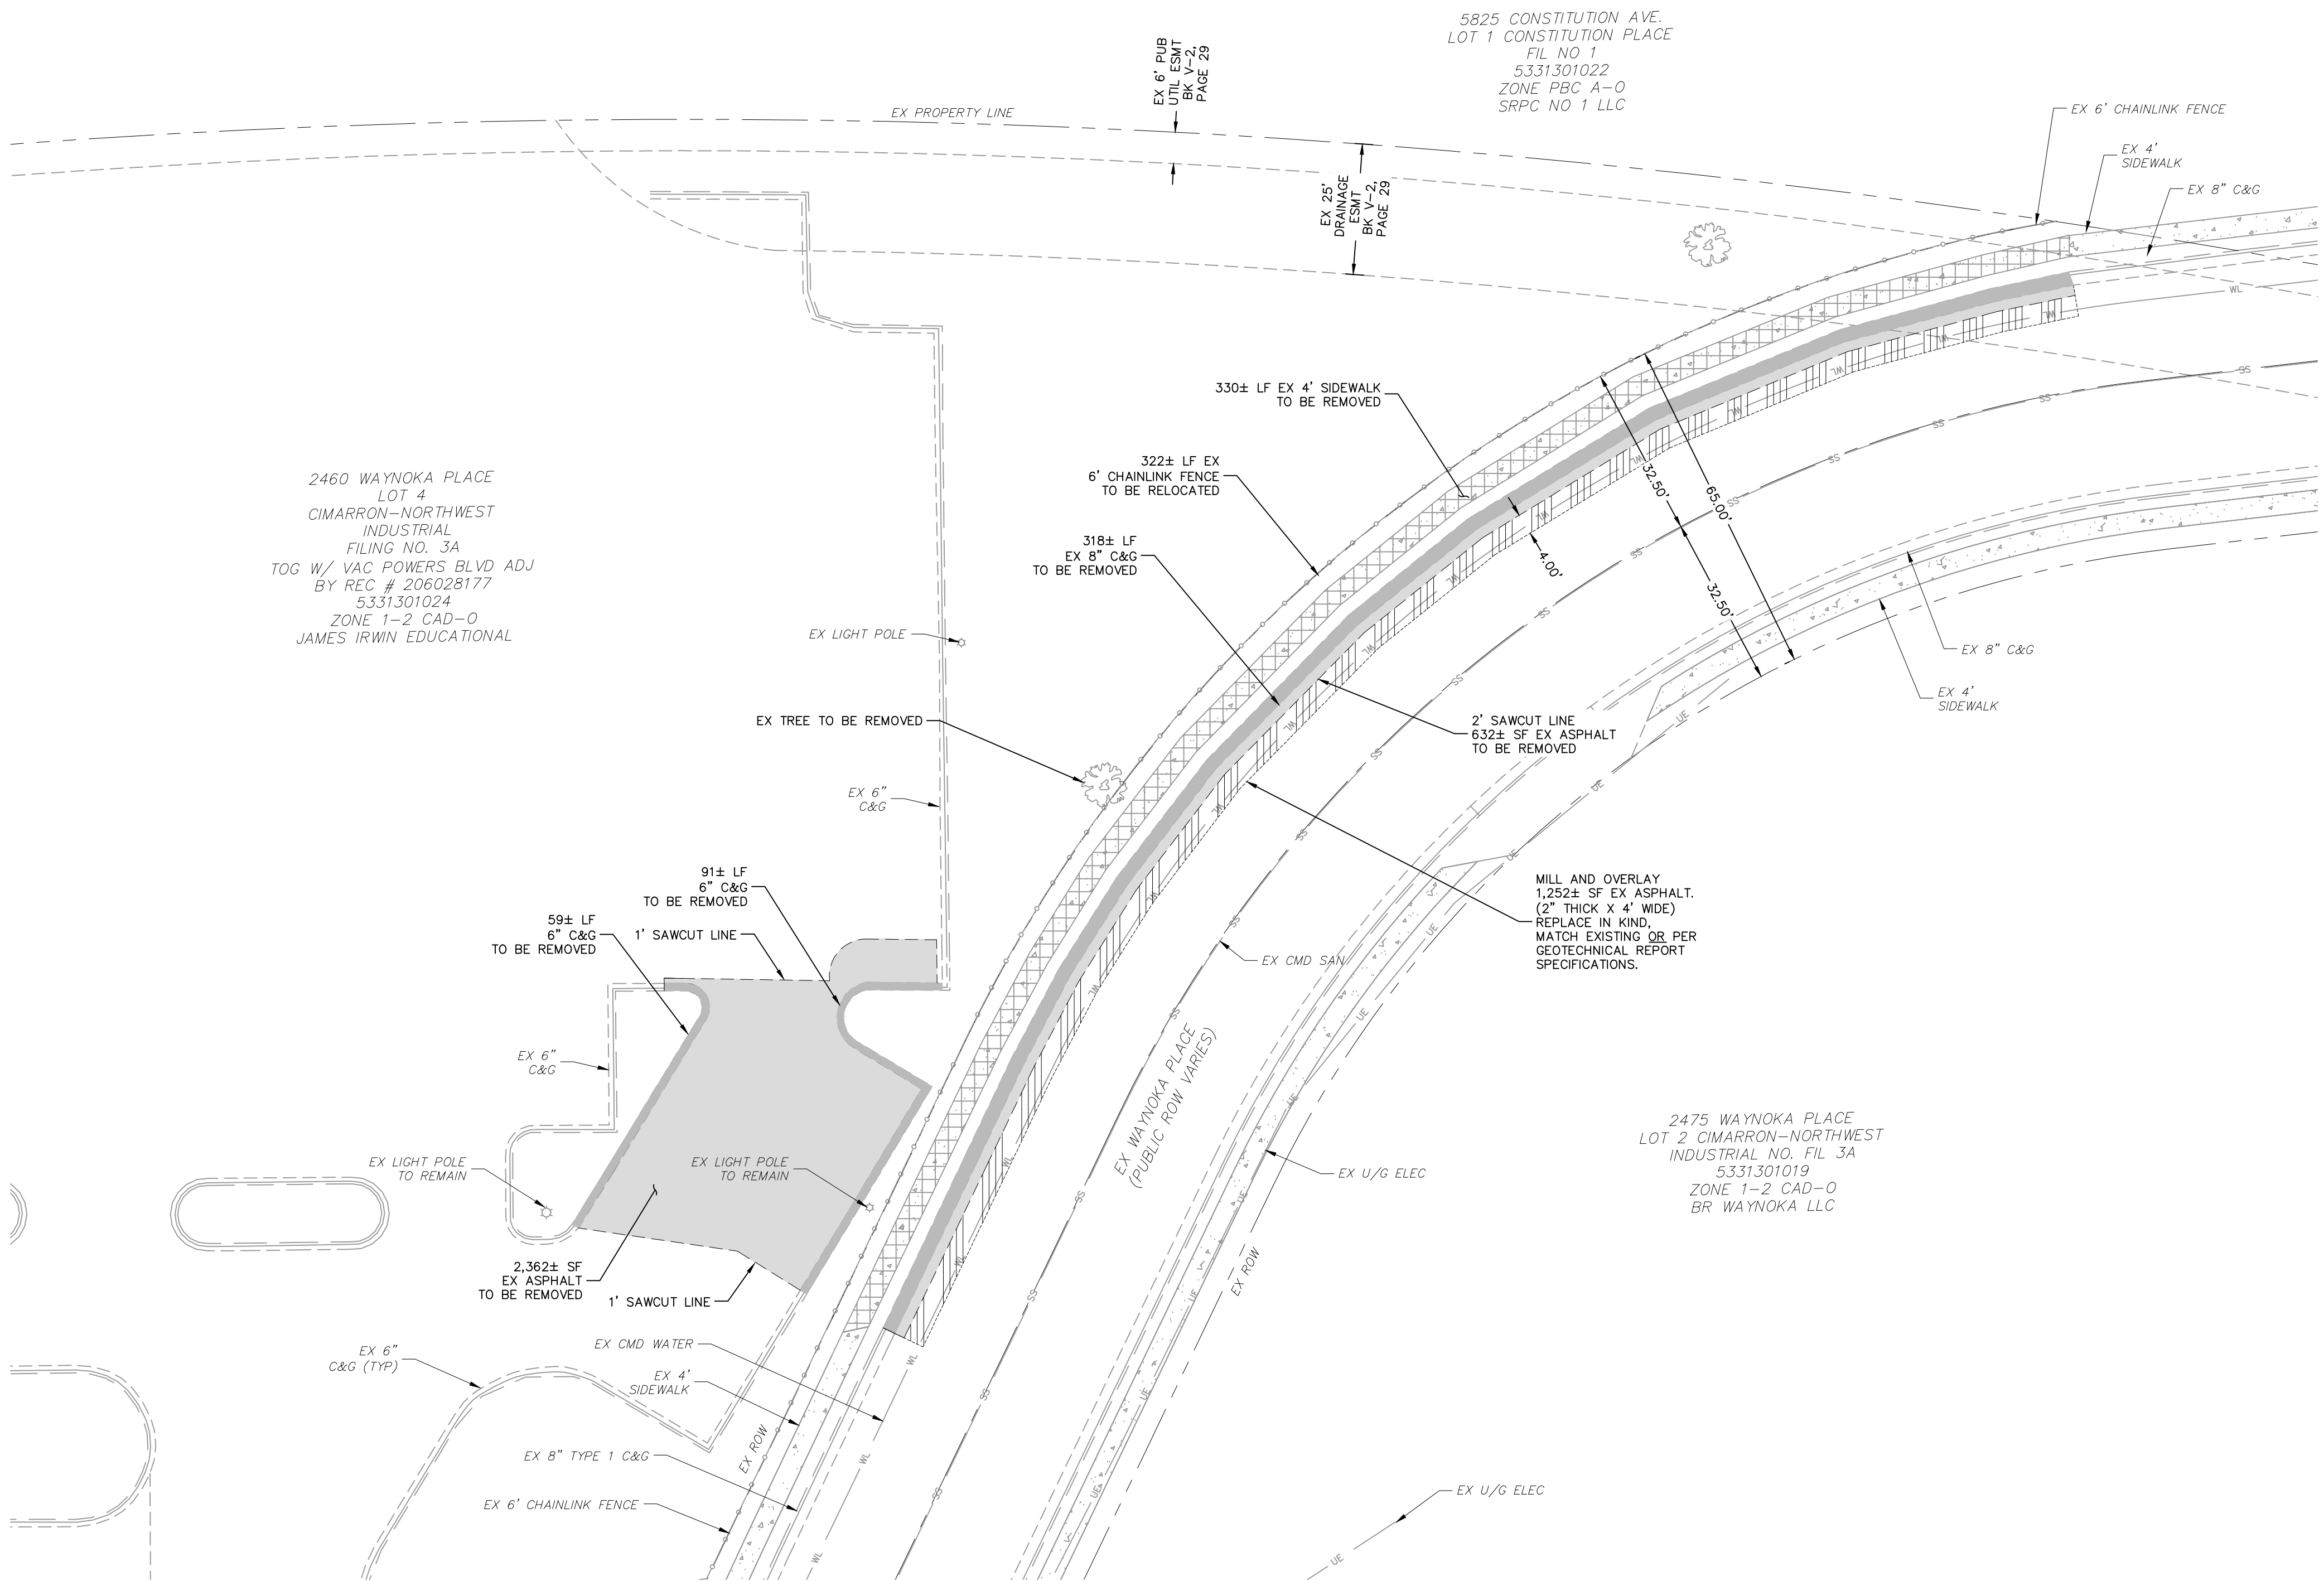 5825 CONSTITUTION AVE.
LOT 1 CONSTITUTION PLACE
FIL NO 1
5331301022
ZONE PBC A-O
SRPC NO 1 LLC
EX 6' PUB
UTIL ESMT
BK V-2,
PAGE 29
EX PROPERTY LINE
EX 6' CHAINLINK FENCE
EX 4'
SIDEWALK
EX 8" C&G
EX 25'
DRAINAGE
ESMT
BK V-2,
PAGE 29
WL
330± LF EX 4' SIDEWALK
TO BE REMOVED
322± LF EX
6' CHAINLINK FENCE
TO BE RELOCATED
318± LF
EX 8" C&G
TO BE REMOVED
32.50'
65.00'
4.00'
32.50'
SS
2460 WAYNOKA PLACE
LOT 4
CIMARRON-NORTHWEST
INDUSTRIAL
FILING NO. 3A
TOG W/ VAC POWERS BLVD ADJ
BY REC # 206028177
5331301024
ZONE 1-2 CAD-O
JAMES IRWIN EDUCATIONAL
EX LIGHT POLE
EX 8" C&G
EX 4'
SIDEWALK
EX TREE TO BE REMOVED
2' SAWCUT LINE
632± SF EX ASPHALT
TO BE REMOVED
UE
EX 6"
C&G
91± LF
6" C&G
TO BE REMOVED
59± LF
6" C&G
TO BE REMOVED
1' SAWCUT LINE
MILL AND OVERLAY
1,252± SF EX ASPHALT.
(2" THICK X 4' WIDE)
REPLACE IN KIND,
MATCH EXISTING OR PER
GEOTECHNICAL REPORT
SPECIFICATIONS.
EX CMD SAN
EX 6"
C&G
EX WAYNOKA PLACE
(PUBLIC ROW VARIES)
2475 WAYNOKA PLACE
LOT 2 CIMARRON-NORTHWEST
INDUSTRIAL NO. FIL 3A
5331301019
ZONE 1-2 CAD-O
BR WAYNOKA LLC
EX LIGHT POLE
TO REMAIN
EX LIGHT POLE
TO REMAIN
EX U/G ELEC
EX ROW
2,362± SF
EX ASPHALT
TO BE REMOVED
1' SAWCUT LINE
EX CMD WATER
EX 6"
C&G (TYP)
EX 4'
SIDEWALK
EX ROW
EX 8" TYPE 1 C&G
EX 6' CHAINLINK FENCE
EX U/G ELEC
UE